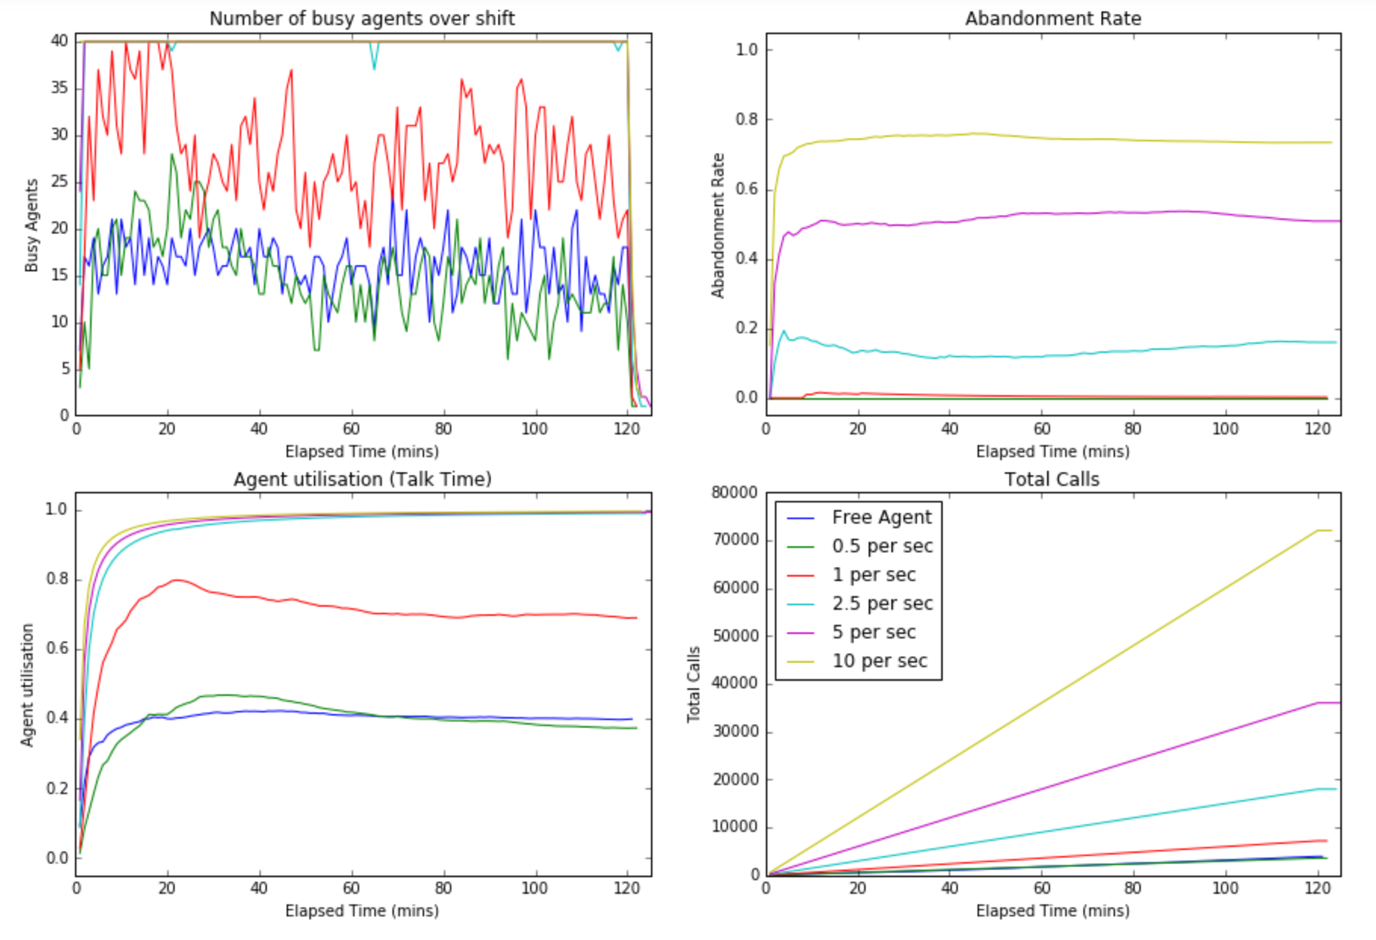 Number of busy agents over shift
40
35
30
25
20
15
10
5
0
Busy Agents
0 20 40 60 80 100 120
Elapsed Time (mins)
Abandonment Rate
1.0
0.8
0.6
0.4
0.2
0.0
Abandonment Rate
0 20 40 60 80 100 120
Elapsed Time (mins)
Agent utilisation (Talk Time)
1.0
0.8
0.6
0.4
0.2
0.0
Agent utilisation
0 20 40 60 80 100 120
Elapsed Time (mins)
Total Calls
80000
70000
60000
50000
40000
30000
20000
10000
0
Total Calls
Free Agent
0.5 per sec
1 per sec
2.5 per sec
5 per sec
10 per sec
0 20 40 60 80 100 120
Elapsed Time (mins)